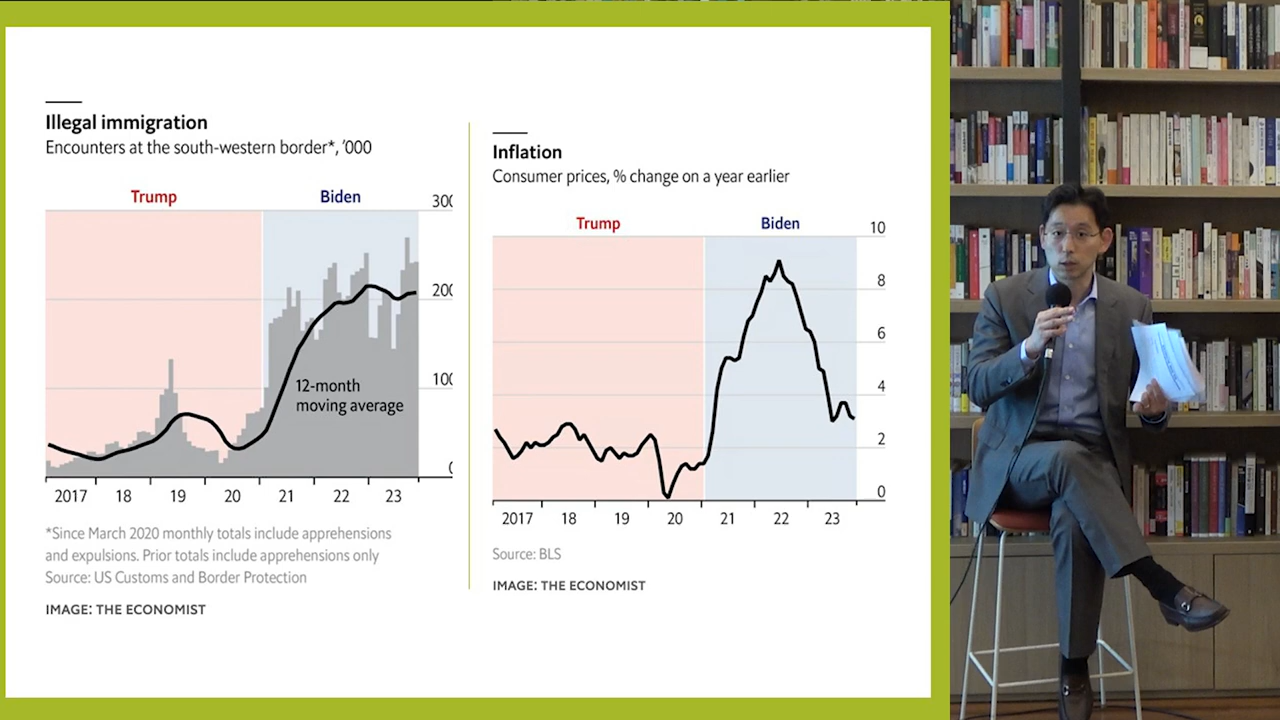 Illegal immigration
Encounters at the south-western border*, ’000
Trump
Biden
300
200
100
0
12-month
moving average
2017 18 19 20 21 22 23
*Since March 2020 monthly totals include apprehensions
and expulsions. Prior totals include apprehensions only
Source: US Customs and Border Protection
IMAGE: THE ECONOMIST
Inflation
Consumer prices, % change on a year earlier
Trump
Biden
10
8
6
4
2
0
2017 18 19 20 21 22 23
Source: BLS
IMAGE: THE ECONOMIST